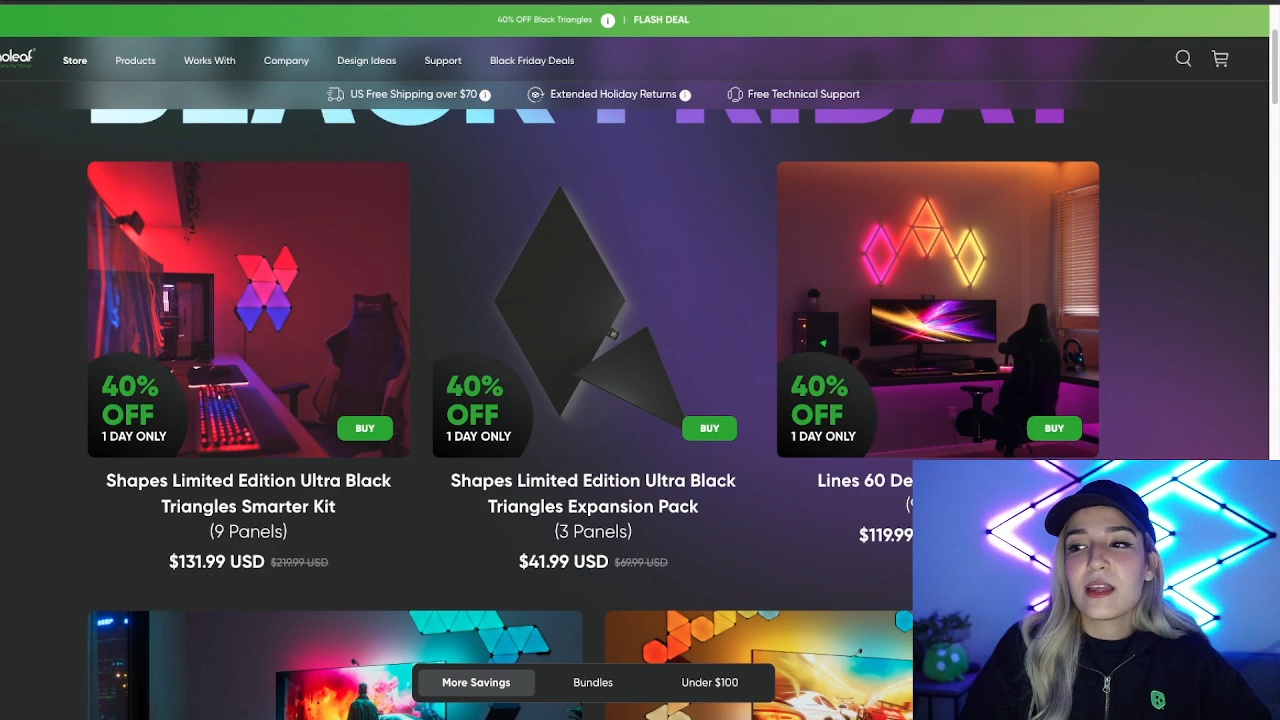 40% OFF Black Triangles i | FLASH DEAL
noleaf
Store Products Works With Company Design Ideas Support Black Friday Deals
US Free Shipping over $70 i Extended Holiday Returns i Free Technical Support
BLACK FRIDAY
40%
OFF
1 DAY ONLY
BUY
40%
OFF
1 DAY ONLY
BUY
40%
OFF
1 DAY ONLY
BUY
Shapes Limited Edition Ultra Black
Triangles Smarter Kit
(9 Panels)
$131.99 USD $219.99 USD
Shapes Limited Edition Ultra Black
Triangles Expansion Pack
(3 Panels)
$41.99 USD $69.99 USD
Lines 60 De
$119.99
More Savings Bundles Under $100